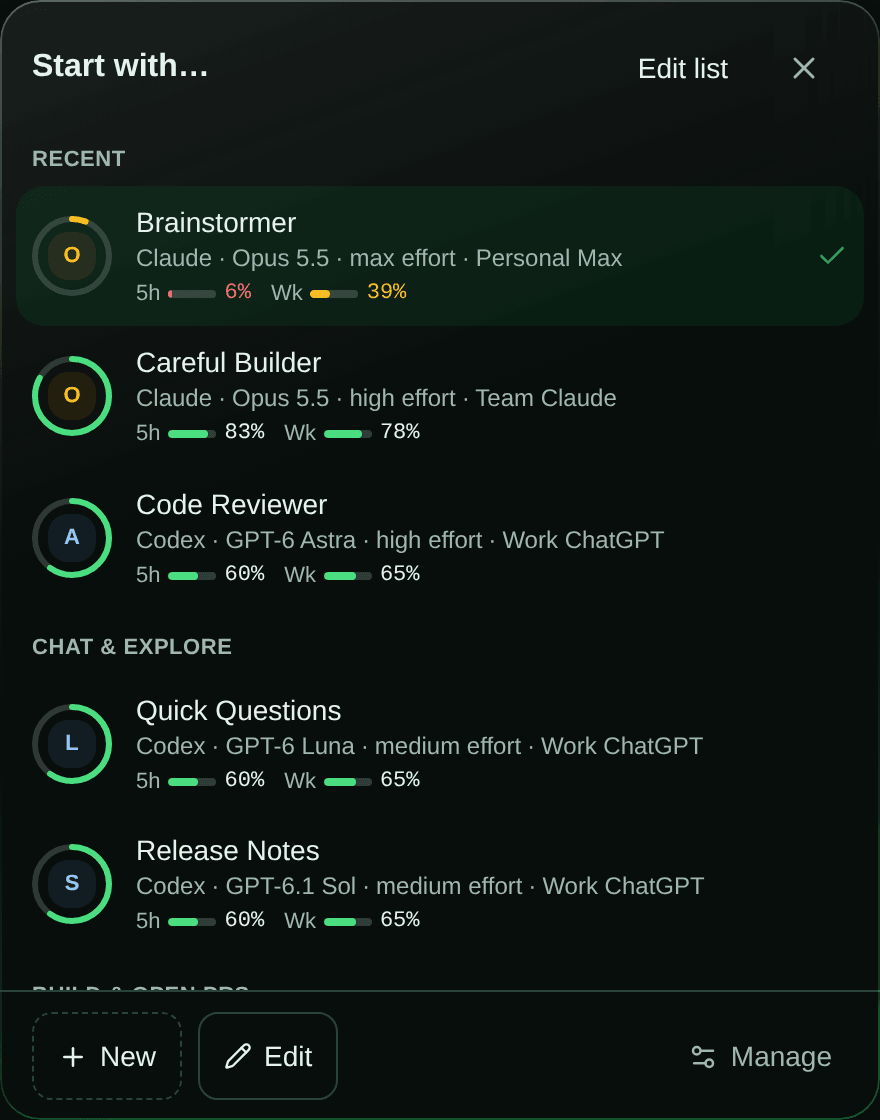 Start with…
Edit list
RECENT
O
Brainstormer
Claude · Opus 5.5 · max effort · Personal Max
5h 6% Wk 39%
O
Careful Builder
Claude · Opus 5.5 · high effort · Team Claude
5h 83% Wk 78%
A
Code Reviewer
Codex · GPT-6 Astra · high effort · Work ChatGPT
5h 60% Wk 65%
CHAT & EXPLORE
L
Quick Questions
Codex · GPT-6 Luna · medium effort · Work ChatGPT
5h 60% Wk 65%
S
Release Notes
Codex · GPT-6.1 Sol · medium effort · Work ChatGPT
5h 60% Wk 65%
BUILD & OPEN PRS
New
Edit
Manage